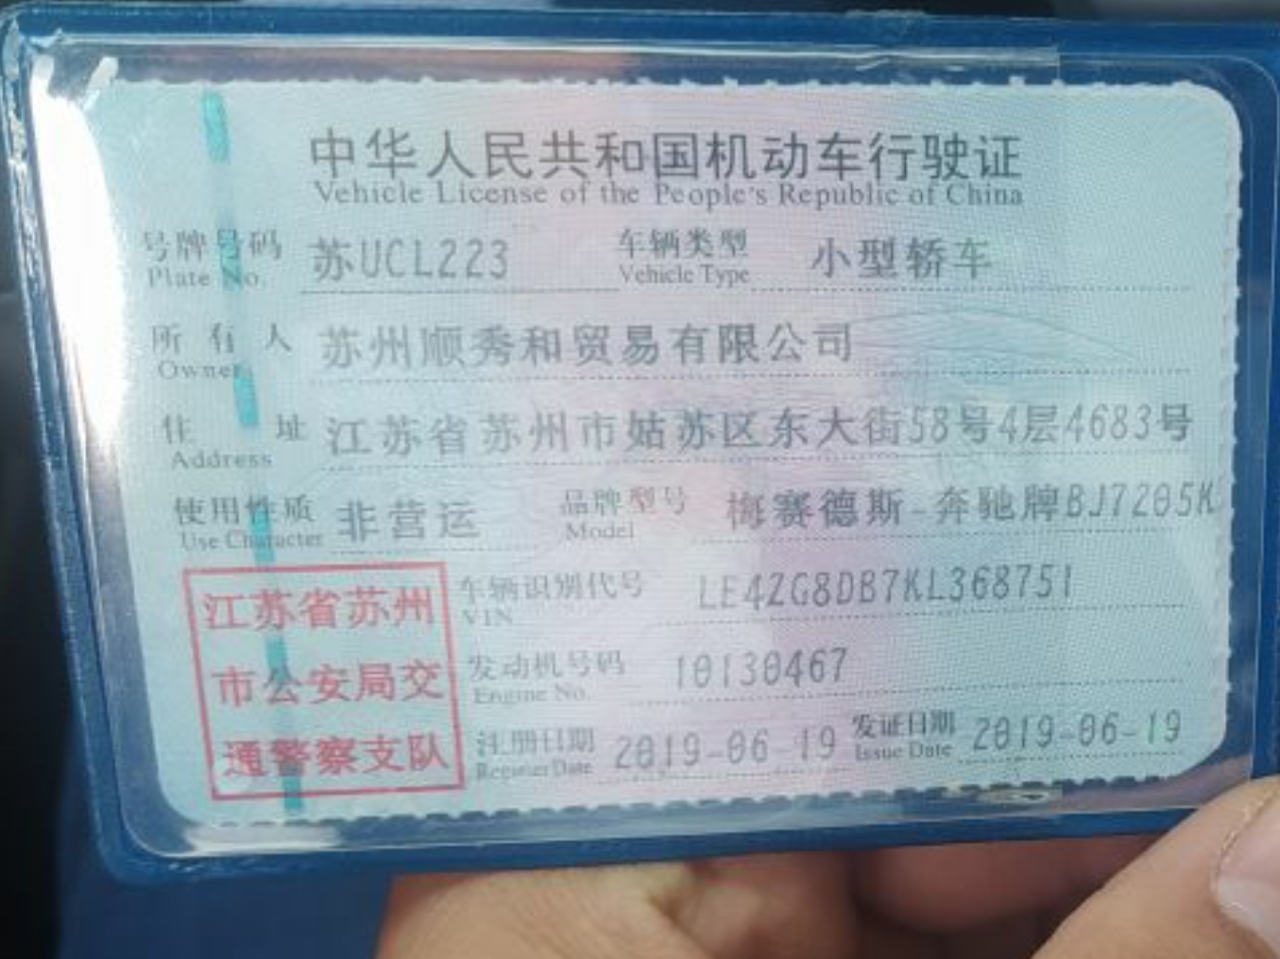 中华人民共和国机动车行驶证
Vehicle License of the People's Republic of China
号牌号码 苏UCL223 车辆类型 小型轿车
Plate No. Vehicle Type
所有人 苏州顺秀和贸易有限公司
Owner
住址 江苏省苏州市姑苏区东大街58号4层4683号
Address
使用性质 非营运 品牌型号 梅赛德斯-奔驰牌BJ7205K
Use Character Model
江苏省苏州
市公安局交
通警察支队
车辆识别代号 LE4ZG8DB7KL368751
VIN
发动机号码 10130467
Engine No.
注册日期 2019-06-19 发证日期 2019-06-19
Register Date Issue Date